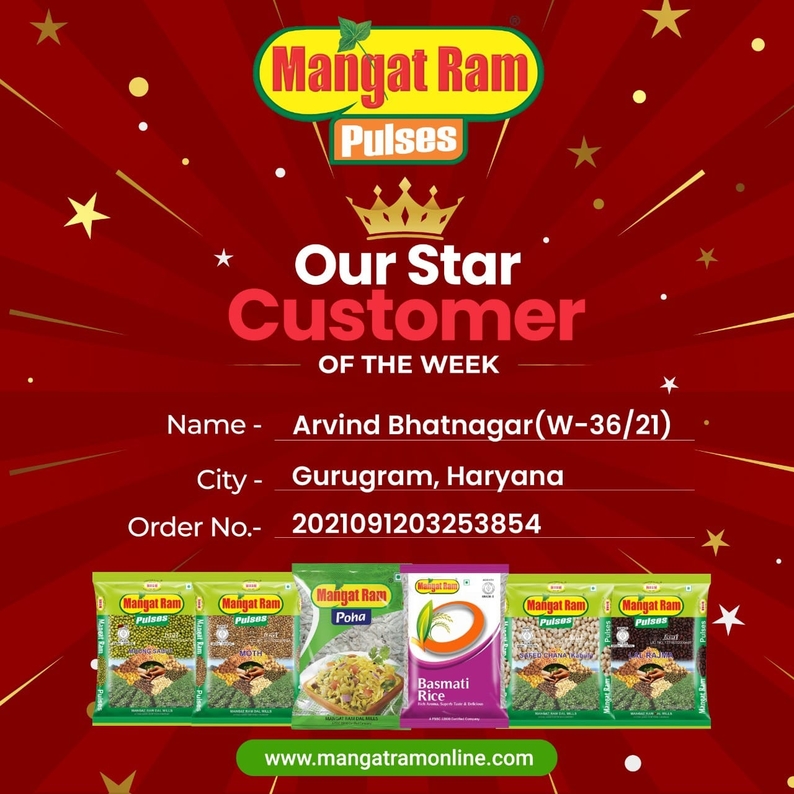 Mangat Ram
®
Pulses
Our Star
Customer
OF THE WEEK
Name - Arvind Bhatnagar(W-36/21)
City - Gurugram, Haryana
Order No.- 2021091203253854
Mangat Ram
Pulses
Mangat Ram
Pulses
MOTH
Mangat Ram
Poha
Mangat Ram
Basmati
Rice
Mangat Ram
Pulses
Mangat Ram
Pulses
www.mangatramonline.com